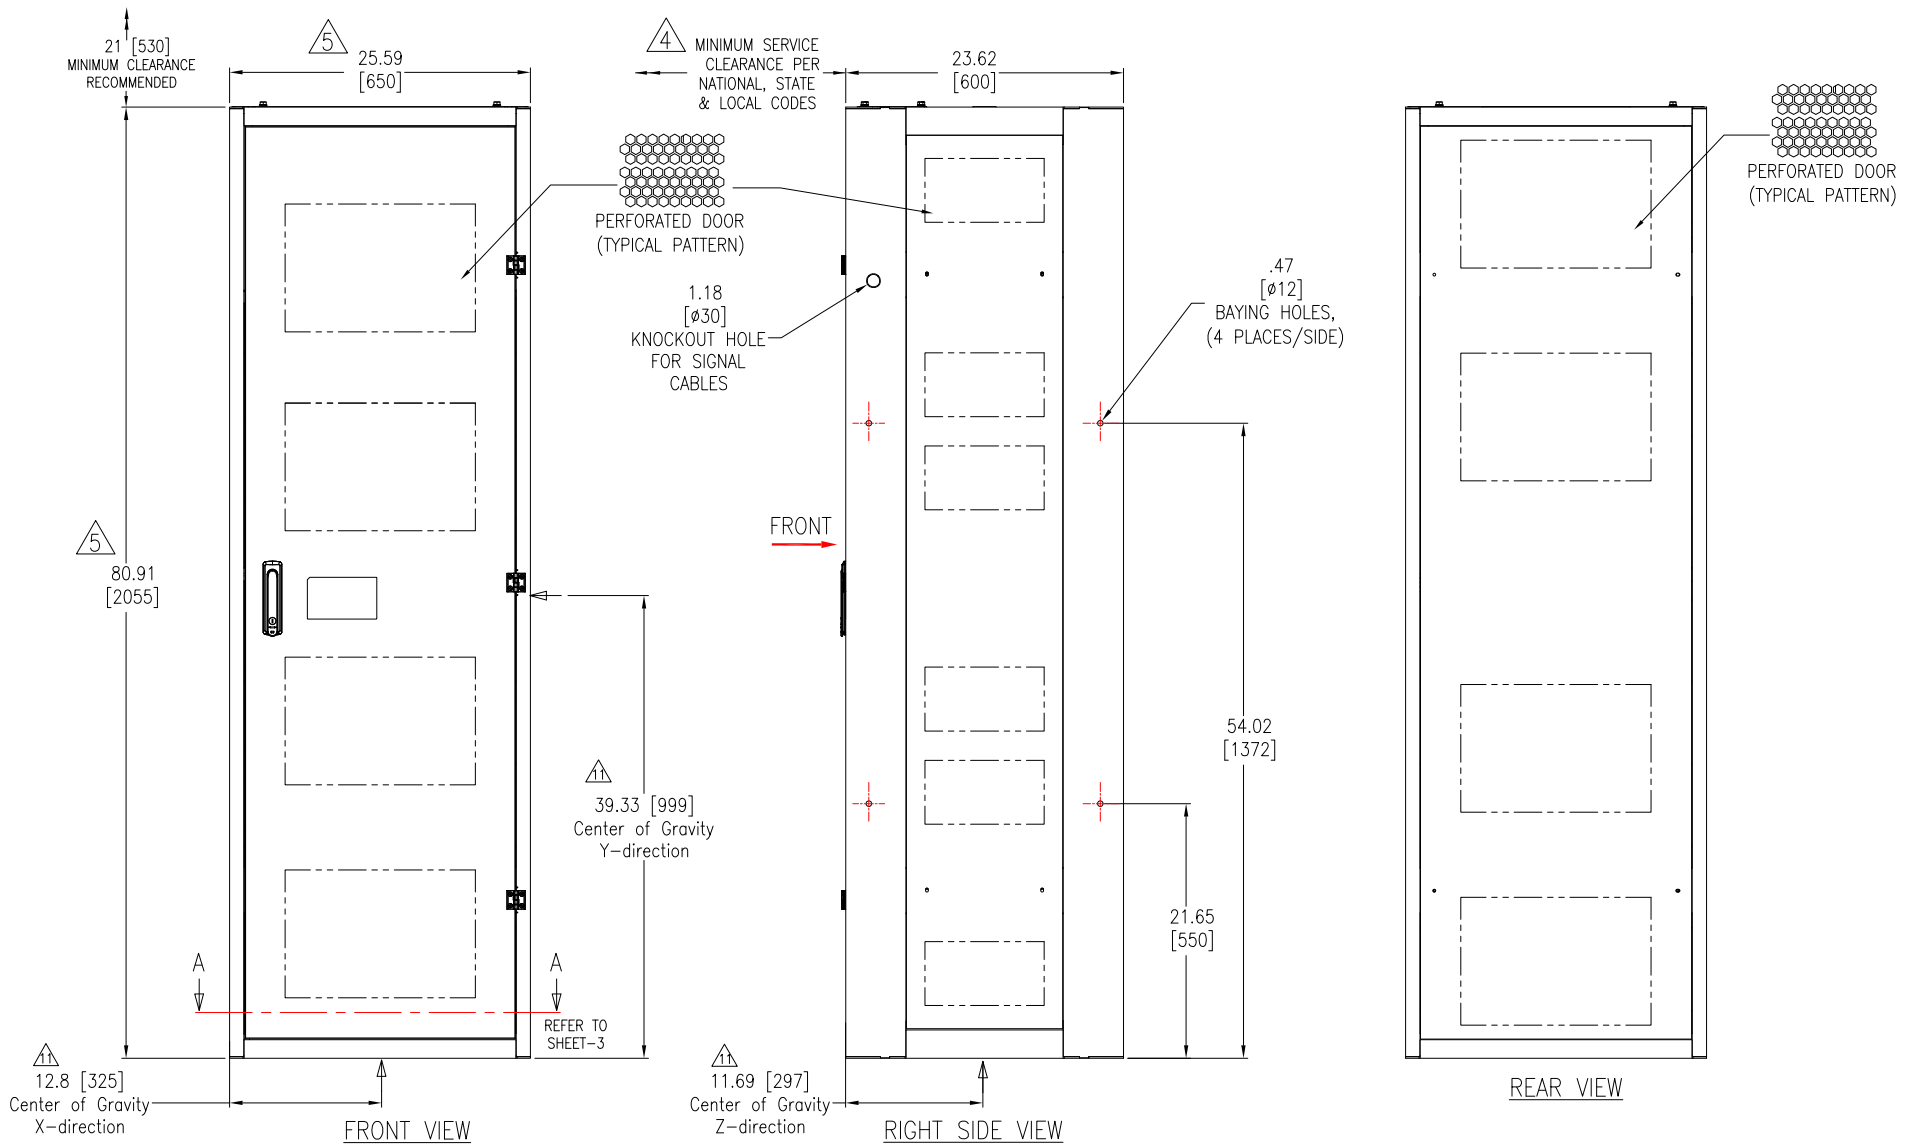 21 [530]
MINIMUM CLEARANCE
RECOMMENDED
5
25.59
[650]
4
MINIMUM SERVICE
CLEARANCE PER
NATIONAL, STATE
& LOCAL CODES
23.62
[600]
PERFORATED DOOR
(TYPICAL PATTERN)
PERFORATED DOOR
(TYPICAL PATTERN)
1.18
[ø30]
KNOCKOUT HOLE
FOR SIGNAL
CABLES
.47
[ø12]
BAYING HOLES,
(4 PLACES/SIDE)
5
80.91
[2055]
FRONT
11
39.33 [999]
Center of Gravity
Y-direction
54.02
[1372]
21.65
[550]
A
A
REFER TO
SHEET-3
11
12.8 [325]
Center of Gravity
X-direction
FRONT VIEW
11
11.69 [297]
Center of Gravity
Z-direction
RIGHT SIDE VIEW
REAR VIEW